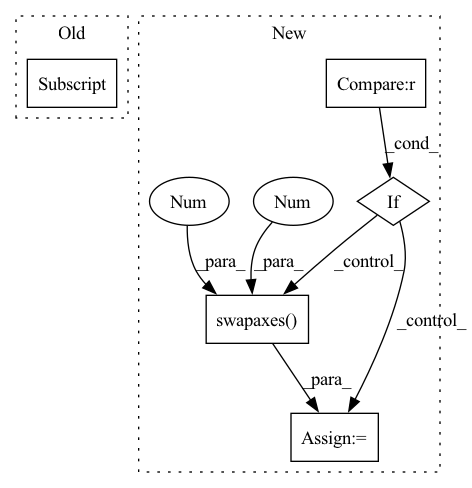 Old
New
Subscript
Compare:r
_cond_
Num
Num
If
_para_
_para_
_control_
swapaxes()
_control_
_para_
Assign:=